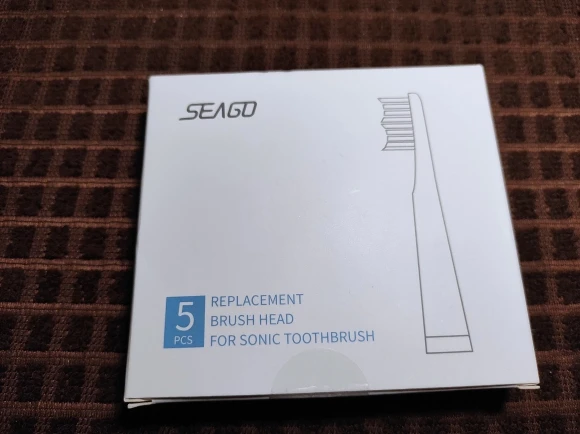 SEAGO
5
PCS
REPLACEMENT
BRUSH HEAD
FOR SONIC TOOTHBRUSH